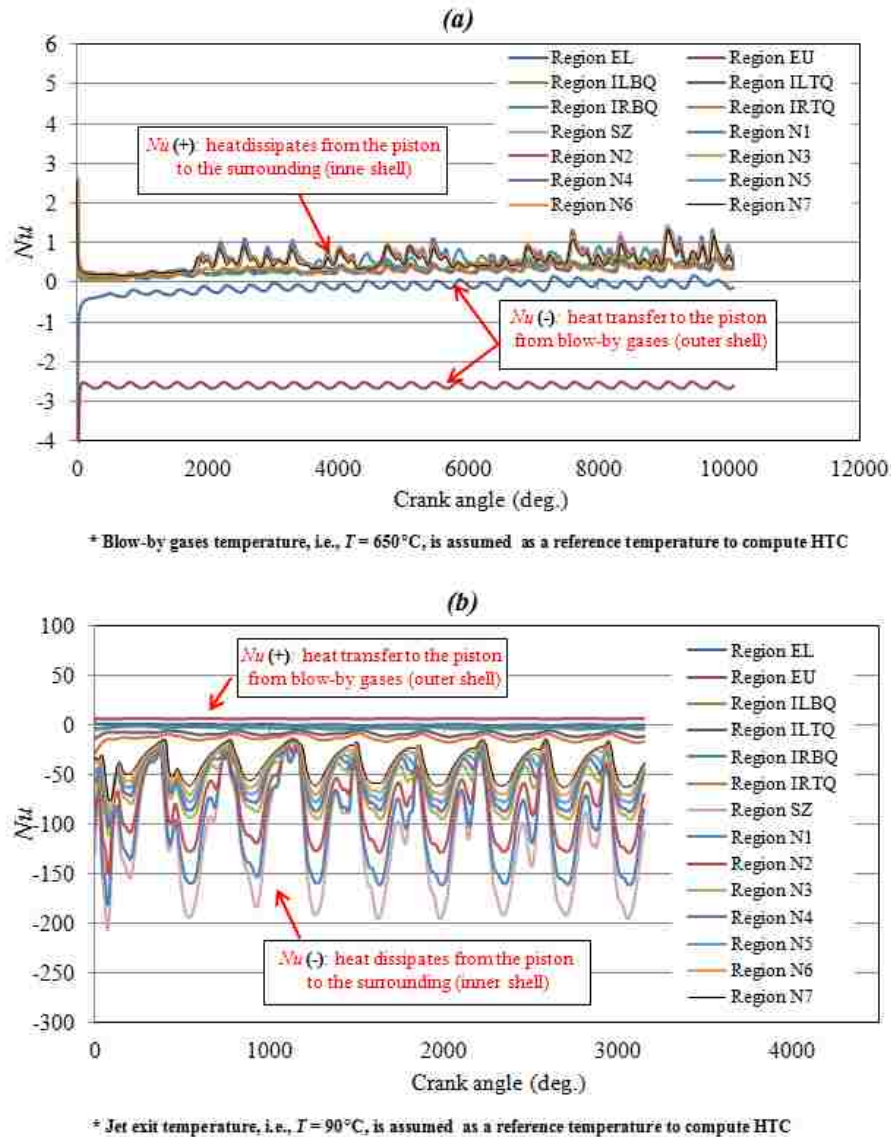 (a)
6
5
4
3
2
1
0
-1
-2
-3
-4
Nu
Region EL
Region EU
Region ILBQ
Region ILTQ
Region IRBQ
Region IRTQ
Region SZ
Region N1
Region N2
Region N3
Region N4
Region N5
Region N6
Region N7
Nu (+): heat dissipates from the piston
to the surrounding (inne shell)
Nu (-): heat transfer to the piston
from blow-by gases (outer shell)
0 2000 4000 6000 8000 10000 12000
Crank angle (deg.)
* Blow-by gases temperature, i.e., T = 650°C, is assumed as a reference temperature to compute HTC
(b)
100
50
0
-50
-100
-150
-200
-250
-300
Nu
Nu (+): heat transfer to the piston
from blow-by gases (outer shell)
Nu (-): heat dissipates from the piston
to the surrounding (inner shell)
Region EL
Region EU
Region ILBQ
Region ILTQ
Region IRBQ
Region IRTQ
Region SZ
Region N1
Region N2
Region N3
Region N4
Region N5
Region N6
Region N7
0 1000 2000 3000 4000
Crank angle (deg.)
* Jet exit temperature, i.e., T = 90°C, is assumed as a reference temperature to compute HTC